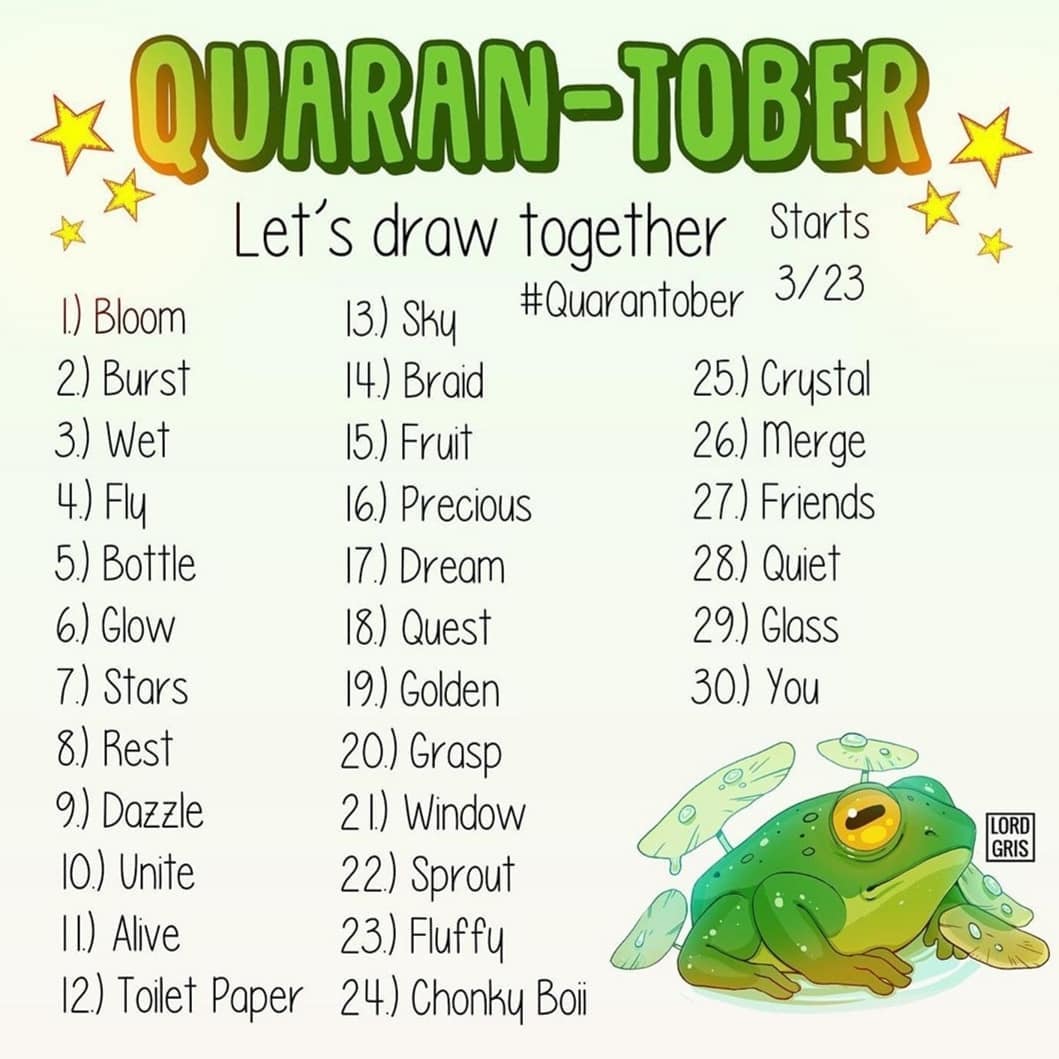 QUARAN-TOBER
Let's draw together
Starts
3/23
#Quarantober
1.) Bloom
2.) Burst
3.) Wet
4.) Fly
5.) Bottle
6.) Glow
7.) Stars
8.) Rest
9.) Dazzle
10.) Unite
11.) Alive
12.) Toilet Paper
13.) Sky
14.) Braid
15.) Fruit
16.) Precious
17.) Dream
18.) Quest
19.) Golden
20.) Grasp
21.) Window
22.) Sprout
23.) Fluffy
24.) Chonky Boii
25.) Crystal
26.) Merge
27.) Friends
28.) Quiet
29.) Glass
30.) You
LORD
GRIS